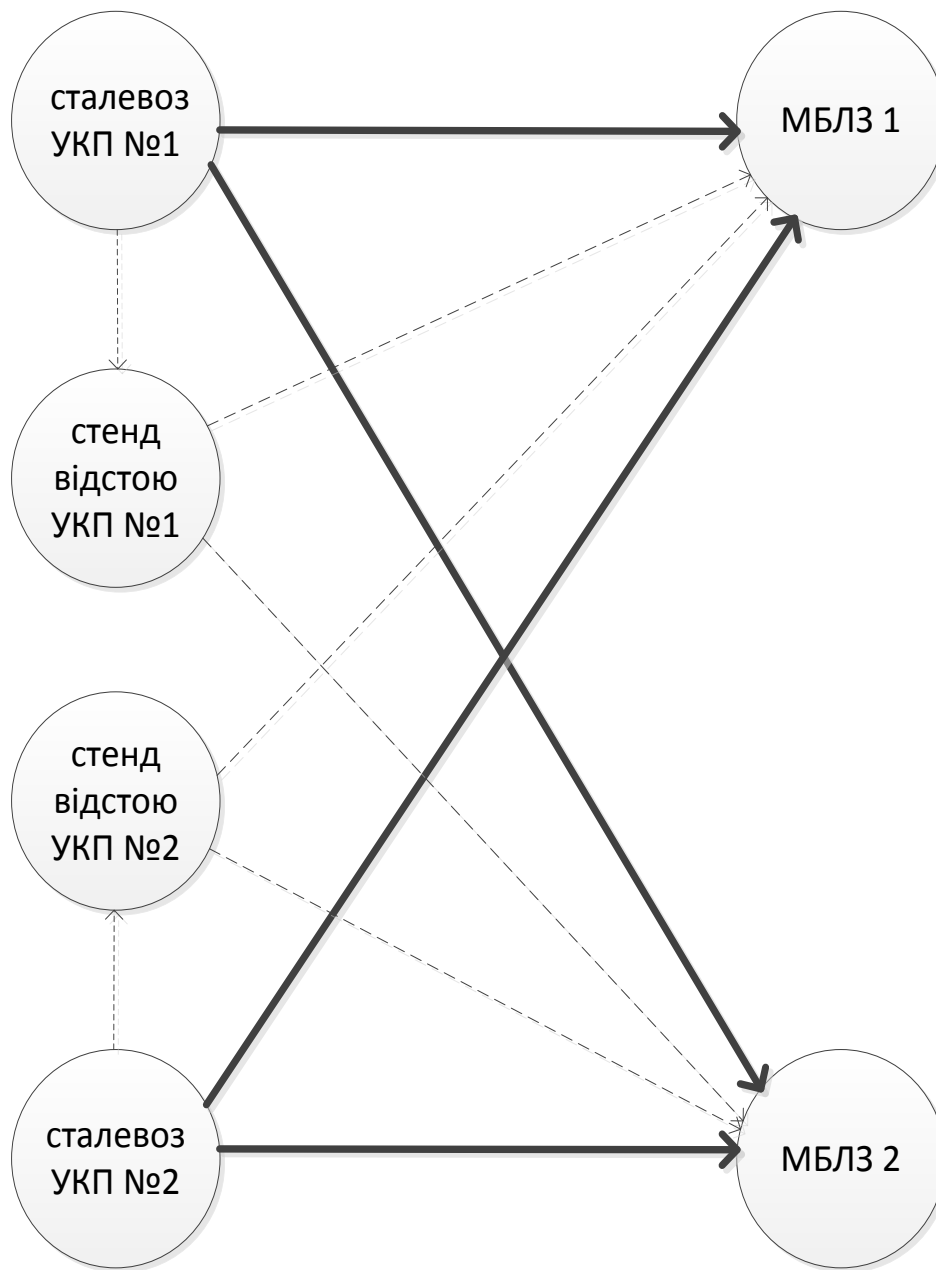 сталевоз
УКП №1
МБЛЗ 1
стенд
відстою
УКП №1
стенд
відстою
УКП №2
сталевоз
УКП №2
МБЛЗ 2